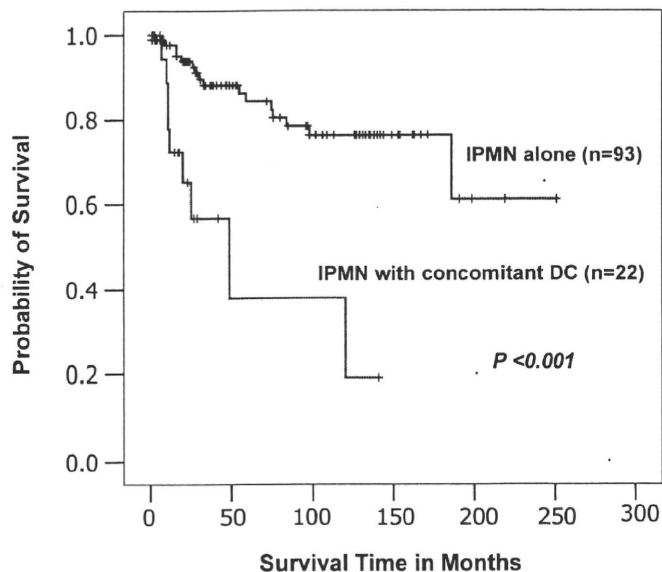 Probability of Survival
1.0
0.8
0.6
0.4
0.2
0.0
IPMN alone (n=93)
IPMN with concomitant DC (n=22)
P <0.001
0 50 100 150 200 250 300
Survival Time in Months